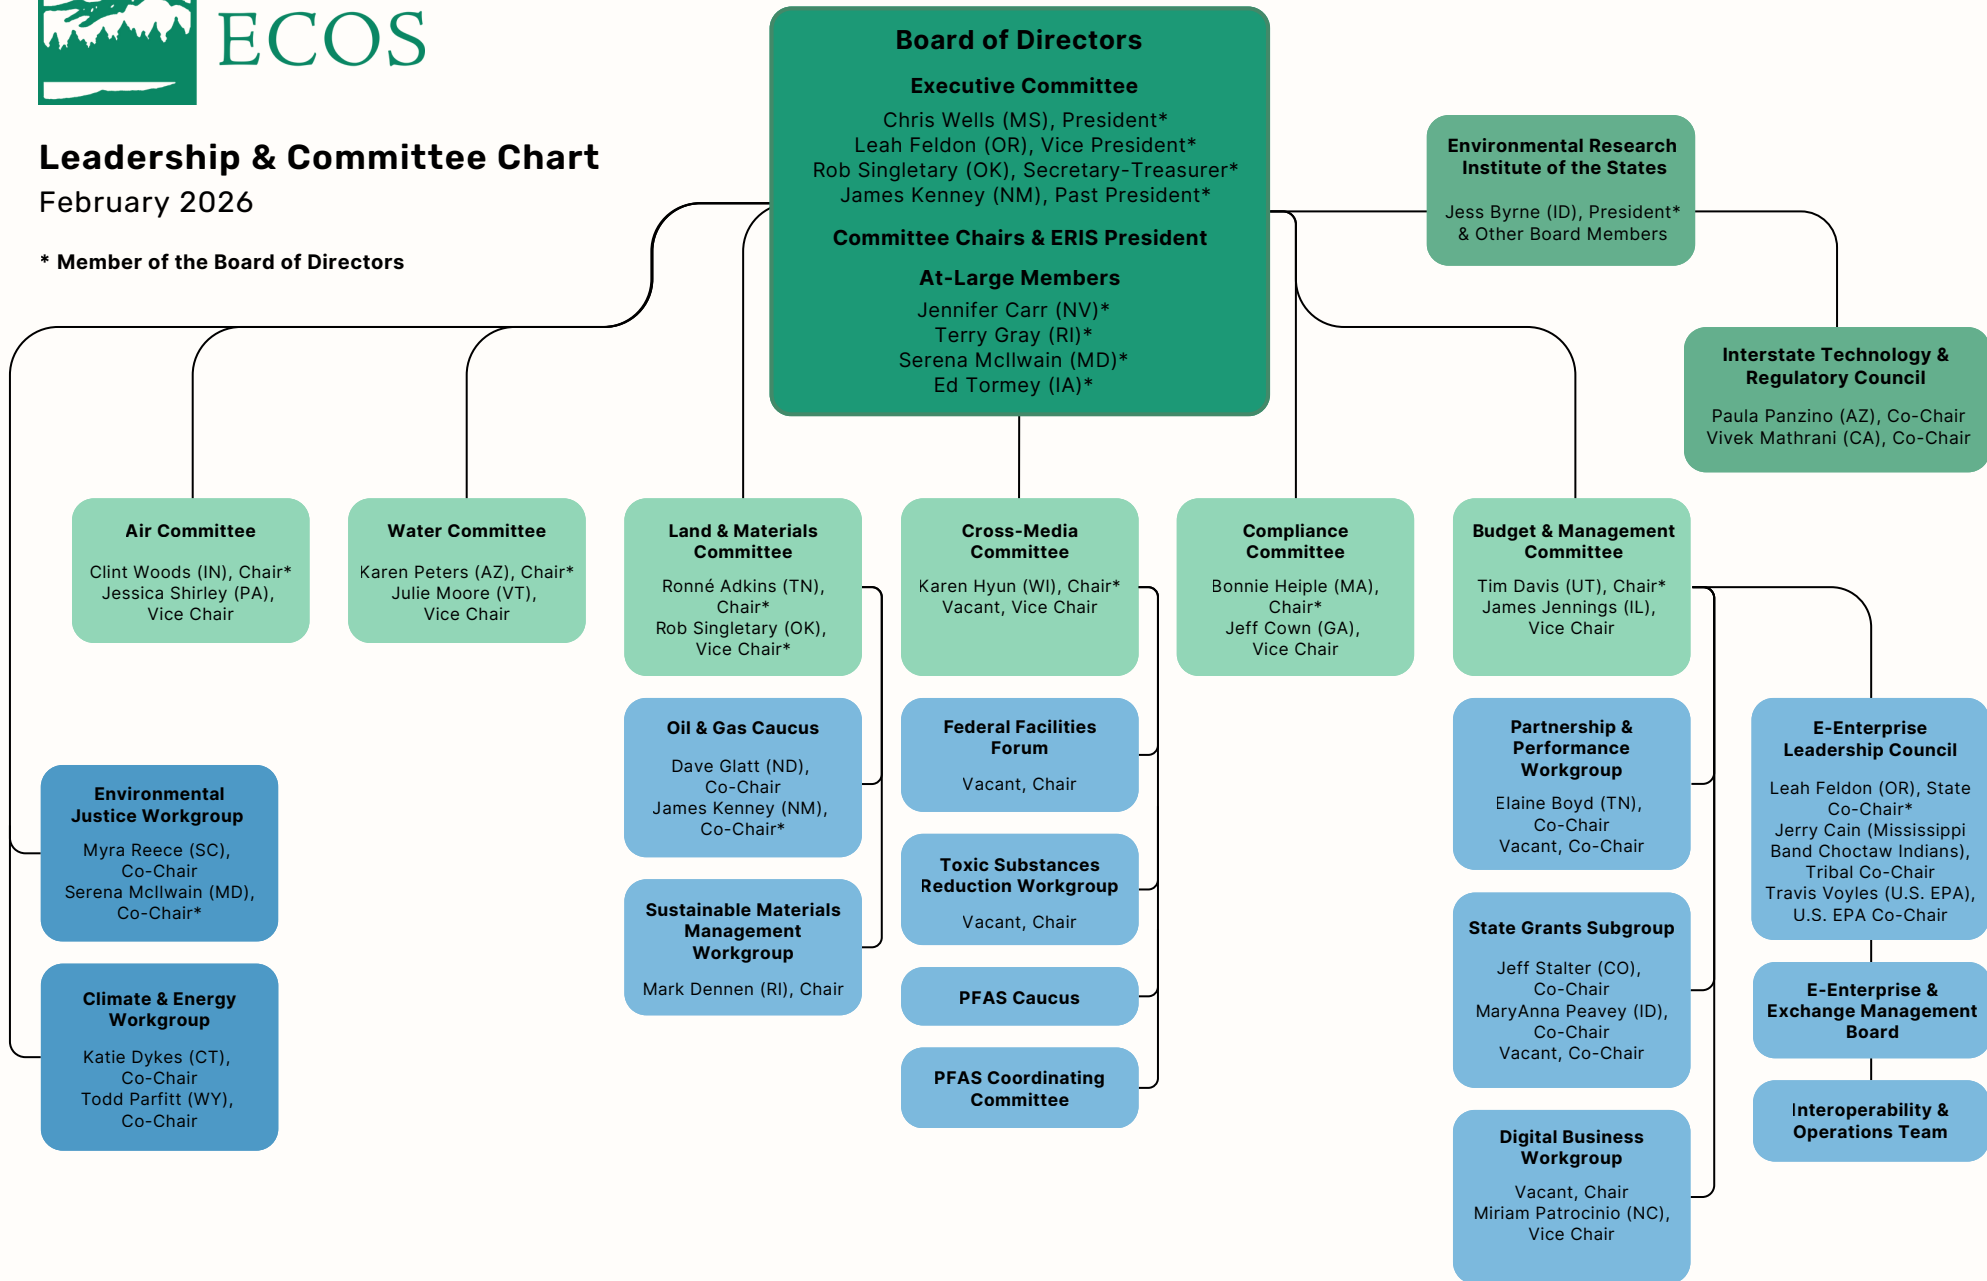 ECOS
Leadership & Committee Chart
February 2026
* Member of the Board of Directors
Board of Directors
Executive Committee
Chris Wells (MS), President*
Leah Feldon (OR), Vice President*
Rob Singletary (OK), Secretary-Treasurer*
James Kenney (NM), Past President*
Committee Chairs & ERIS President
At-Large Members
Jennifer Carr (NV)*
Terry Gray (RI)*
Serena McIlwain (MD)*
Ed Tormey (IA)*
Environmental Research
Institute of the States
Jess Byrne (ID), President*
& Other Board Members
Interstate Technology &
Regulatory Council
Paula Panzino (AZ), Co-Chair
Vivek Mathrani (CA), Co-Chair
Air Committee
Clint Woods (IN), Chair*
Jessica Shirley (PA),
Vice Chair
Water Committee
Karen Peters (AZ), Chair*
Julie Moore (VT),
Vice Chair
Land & Materials
Committee
Ronné Adkins (TN),
Chair*
Rob Singletary (OK),
Vice Chair*
Cross-Media
Committee
Karen Hyun (WI), Chair*
Vacant, Vice Chair
Compliance
Committee
Bonnie Heiple (MA),
Chair*
Jeff Cown (GA),
Vice Chair
Budget & Management
Committee
Tim Davis (UT), Chair*
James Jennings (IL),
Vice Chair
Environmental
Justice Workgroup
Myra Reece (SC),
Co-Chair
Serena McIlwain (MD),
Co-Chair*
Climate & Energy
Workgroup
Katie Dykes (CT),
Co-Chair
Todd Parfitt (WY),
Co-Chair
Oil & Gas Caucus
Dave Glatt (ND),
Co-Chair
James Kenney (NM),
Co-Chair*
Sustainable Materials
Management
Workgroup
Mark Dennen (RI), Chair
Federal Facilities
Forum
Vacant, Chair
Toxic Substances
Reduction Workgroup
Vacant, Chair
PFAS Caucus
PFAS Coordinating
Committee
Partnership &
Performance
Workgroup
Elaine Boyd (TN),
Co-Chair
Vacant, Co-Chair
State Grants Subgroup
Jeff Stalter (CO),
Co-Chair
MaryAnna Peavey (ID),
Co-Chair
Vacant, Co-Chair
Digital Business
Workgroup
Vacant, Chair
Miriam Patrocinio (NC),
Vice Chair
E-Enterprise
Leadership Council
Leah Feldon (OR), State
Co-Chair*
Jerry Cain (Mississippi
Band Choctaw Indians),
Tribal Co-Chair
Travis Voyles (U.S. EPA),
U.S. EPA Co-Chair
E-Enterprise &
Exchange Management
Board
Interoperability &
Operations Team